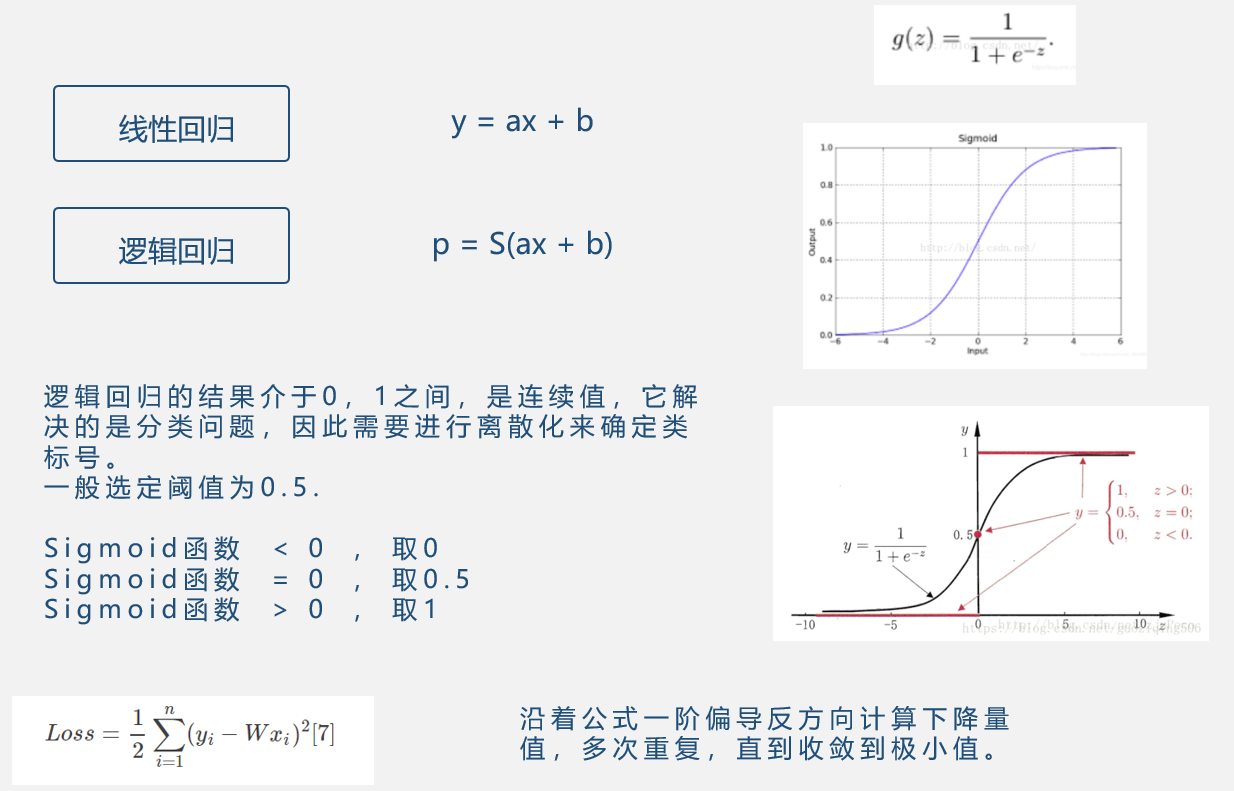 g(z) = 1 / (1 + e^{-z}).
线性回归
y = ax + b
逻辑回归
p = S(ax + b)
Sigmoid
1.0
0.8
0.6
0.4
0.2
0.0
Output
http://blog.csdn.net/
-6 -4 -2 0 2 4 6
Input
逻辑回归的结果介于0，1之间，是连续值，它解
决的是分类问题，因此需要进行离散化来确定类
标号。
一般选定阈值为0.5.
Sigmoid函数 < 0 ， 取0
Sigmoid函数 = 0 ， 取0.5
Sigmoid函数 > 0 ， 取1
y
1
0.5
y = 1 / (1 + e^{-z})
y = { 1, z > 0;
0.5, z = 0;
0, z < 0.
-10 -5 0 5 10 z
Loss = 1/2 ∑_{i=1}^{n} (y_i − Wx_i)^2[7]
沿着公式一阶偏导反方向计算下降量
值，多次重复，直到收敛到极小值。